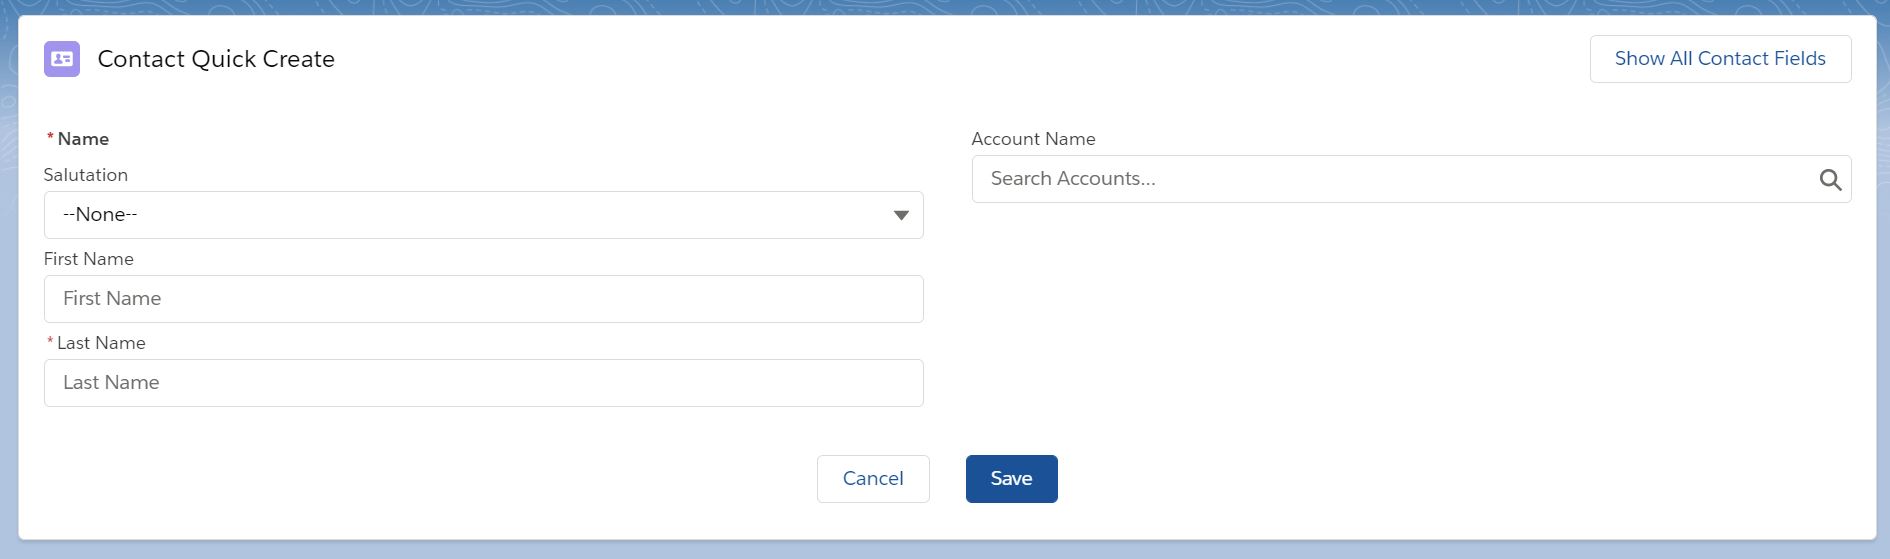 Contact Quick Create
Show All Contact Fields
* Name
Salutation
--None--
First Name
First Name
* Last Name
Last Name
Account Name
Search Accounts...
Cancel
Save